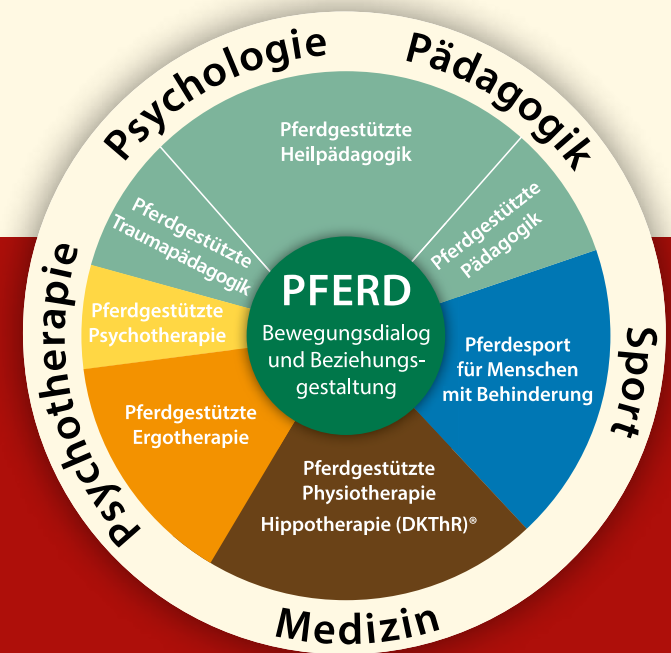 Psychologie
Pädagogik
Pferdgestützte
Heilpädagogik
Pferdgestützte
Traumapädagogik
Pferdgestützte
Pädagogik
PFERD
Bewegungsdialog
und Beziehungs-
gestaltung
Pferdgestützte
Psychotherapie
Pferdesport
für Menschen
mit Behinderung
Pferdgestützte
Ergotherapie
Pferdgestützte
Physiotherapie
Hippotherapie (DKThR)®
Psychotherapie
Sport
Medizin